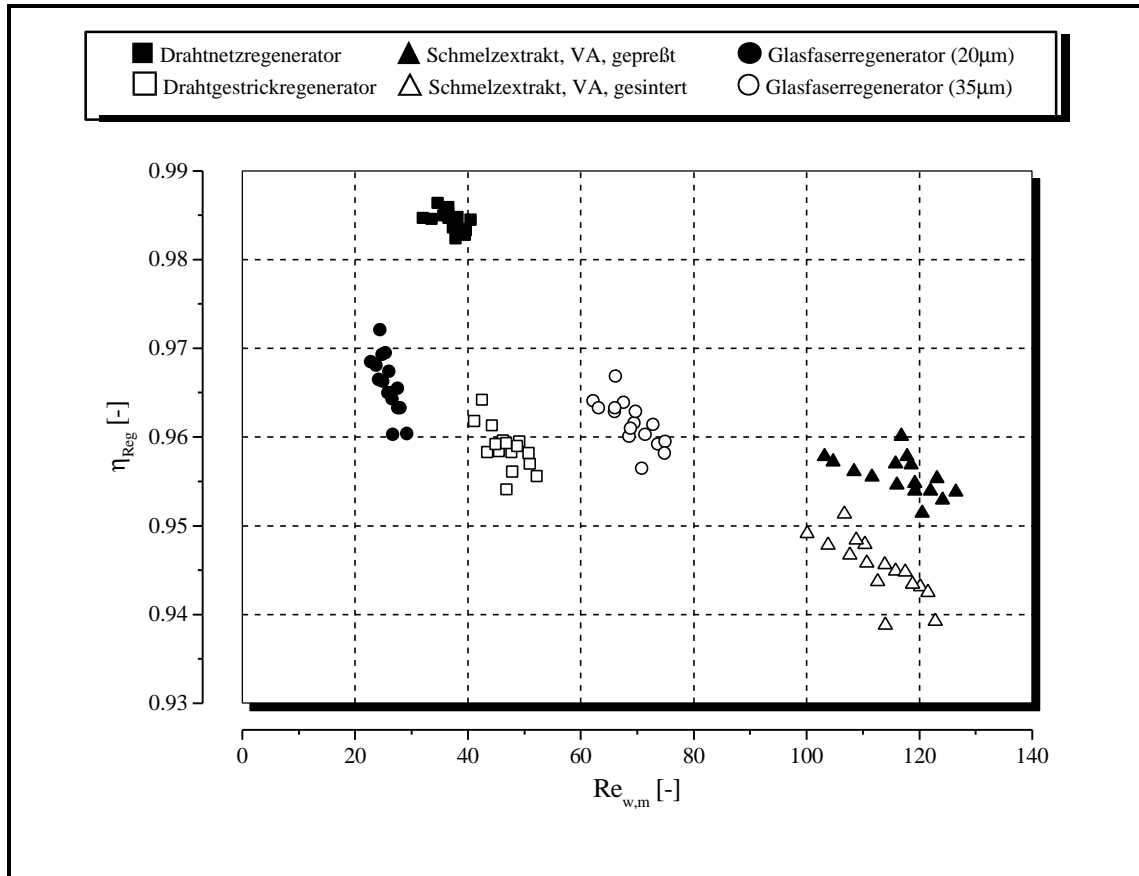 Drahtnetzregenerator Schmelzextrakt, VA, gepreßt Glasfaserregenerator (20µm)
Drahtgestrickregenerator Schmelzextrakt, VA, gesintert Glasfaserregenerator (35µm)
0.99
0.98
0.97
0.96
0.95
0.94
0.93
η_Reg [-]
0 20 40 60 80 100 120 140
Re_w,m [-]